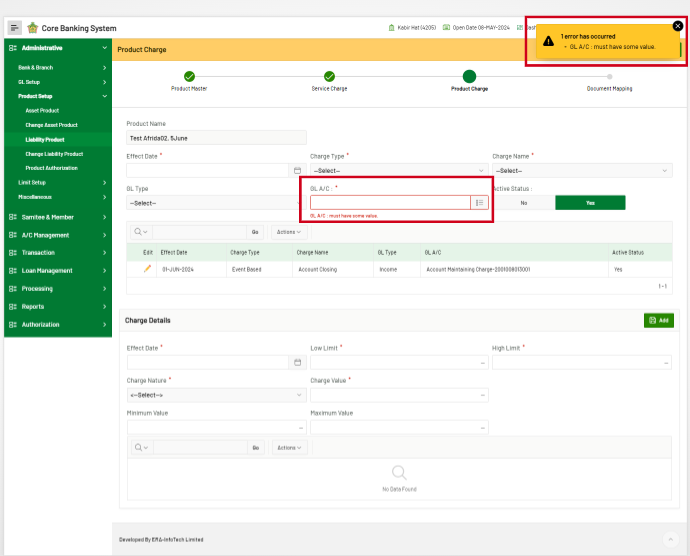 Core Banking System
Kabir Hat (4205)
Open Date 08-MAY-2024
1 error has occurred
GL A/C : must have some value.
Administrative
Bank & Branch
GL Setup
Product Setup
Asset Product
Change Asset Product
Liability Product
Change Liability Product
Product Authorization
Limit Setup
Miscellaneous
Samitee & Member
A/C Management
Transaction
Loan Management
Processing
Reports
Authorization
Product Charge
Product Master
Service Charge
Product Charge
Document Mapping
Product Name
Test Afrida02, 5June
Effect Date *
Charge Type *
Charge Name *
--Select--
--Select--
GL Type
GL A/C : *
Active Status :
--Select--
No
Yes
GL A/C : must have some value.
Go
Actions
Edit Effect Date Charge Type Charge Name GL Type GL A/C Active Status
01-JUN-2024 Event Based Account Closing Income Account Maintaining Charge-2001008013001 Yes
1-1
Charge Details
Add
Effect Date *
Low Limit *
High Limit *
Charge Nature *
Charge Value *
<--Select-->
Minimum Value
Maximum Value
Go
Actions
No Data Found
Developed By ERA-InfoTech Limited